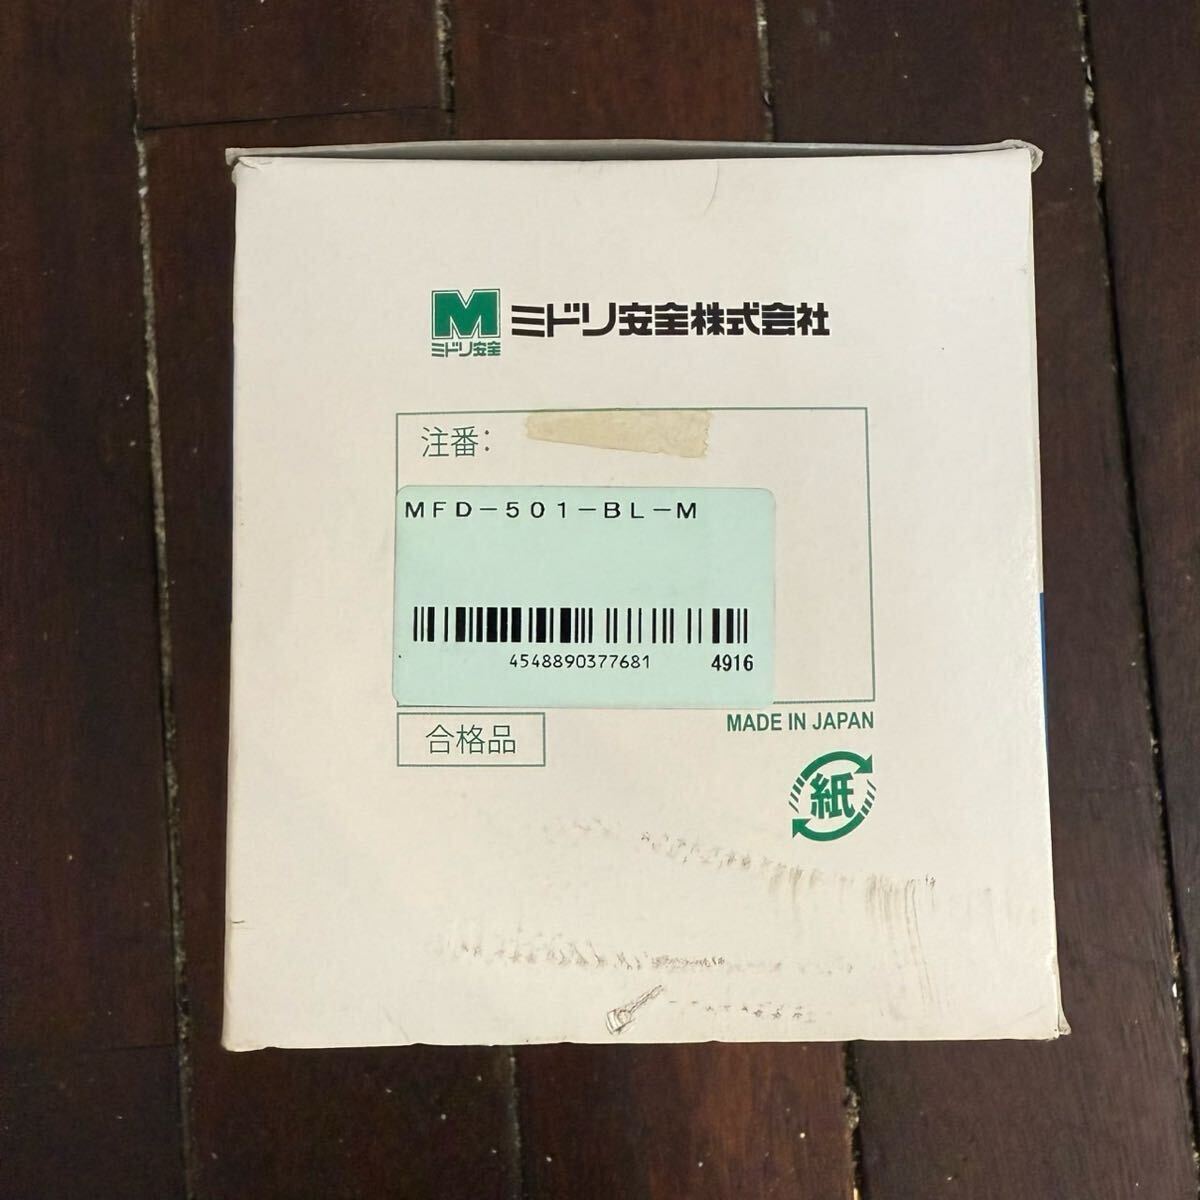 M ミドリ安全株式会社
ミドリ安全
注番:
MFD-501-BL-M
4548890377681 4916
合格品
MADE IN JAPAN
紙